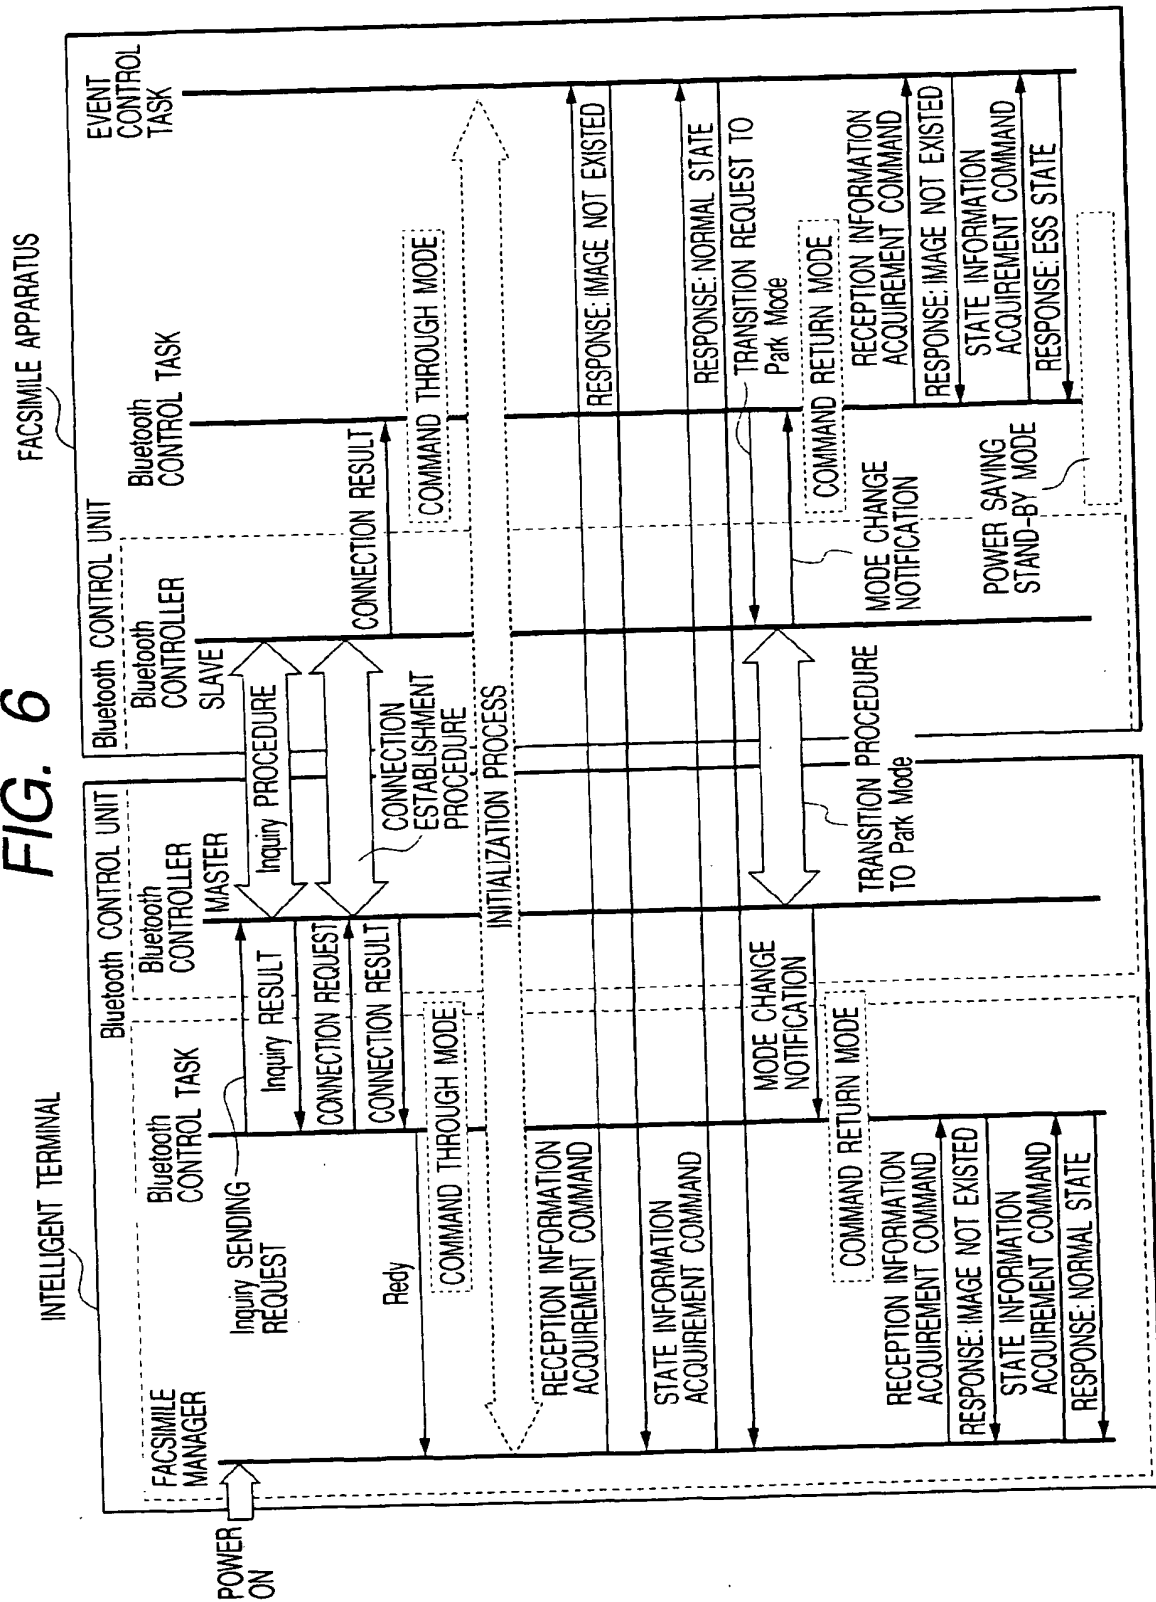 FIG. 6
INTELLIGENT TERMINAL
FACSIMILE APPARATUS
POWER
ON
FACSIMILE
MANAGER
Bluetooth
CONTROL TASK
Bluetooth CONTROL UNIT
Bluetooth
CONTROLLER
MASTER
Bluetooth CONTROL UNIT
Bluetooth
CONTROLLER
SLAVE
Bluetooth
CONTROL TASK
EVENT
CONTROL
TASK
Inquiry SENDING
REQUEST
Inquiry PROCEDURE
Inquiry RESULT
CONNECTION REQUEST
CONNECTION
ESTABLISHMENT
PROCEDURE
CONNECTION RESULT
CONNECTION RESULT
Redy
COMMAND THROUGH MODE
COMMAND THROUGH MODE
INITIALIZATION PROCESS
RECEPTION INFORMATION
ACQUIREMENT COMMAND
RESPONSE: IMAGE NOT EXISTED
STATE INFORMATION
ACQUIREMENT COMMAND
RESPONSE: NORMAL STATE
TRANSITION REQUEST TO
Park Mode
MODE CHANGE
NOTIFICATION
TRANSITION PROCEDURE
TO Park Mode
MODE CHANGE
NOTIFICATION
COMMAND RETURN MODE
COMMAND RETURN MODE
RECEPTION INFORMATION
ACQUIREMENT COMMAND
RESPONSE: IMAGE NOT EXISTED
STATE INFORMATION
ACQUIREMENT COMMAND
RESPONSE: NORMAL STATE
RECEPTION INFORMATION
ACQUIREMENT COMMAND
RESPONSE: IMAGE NOT EXISTED
STATE INFORMATION
ACQUIREMENT COMMAND
RESPONSE: ESS STATE
POWER SAVING
STAND-BY MODE